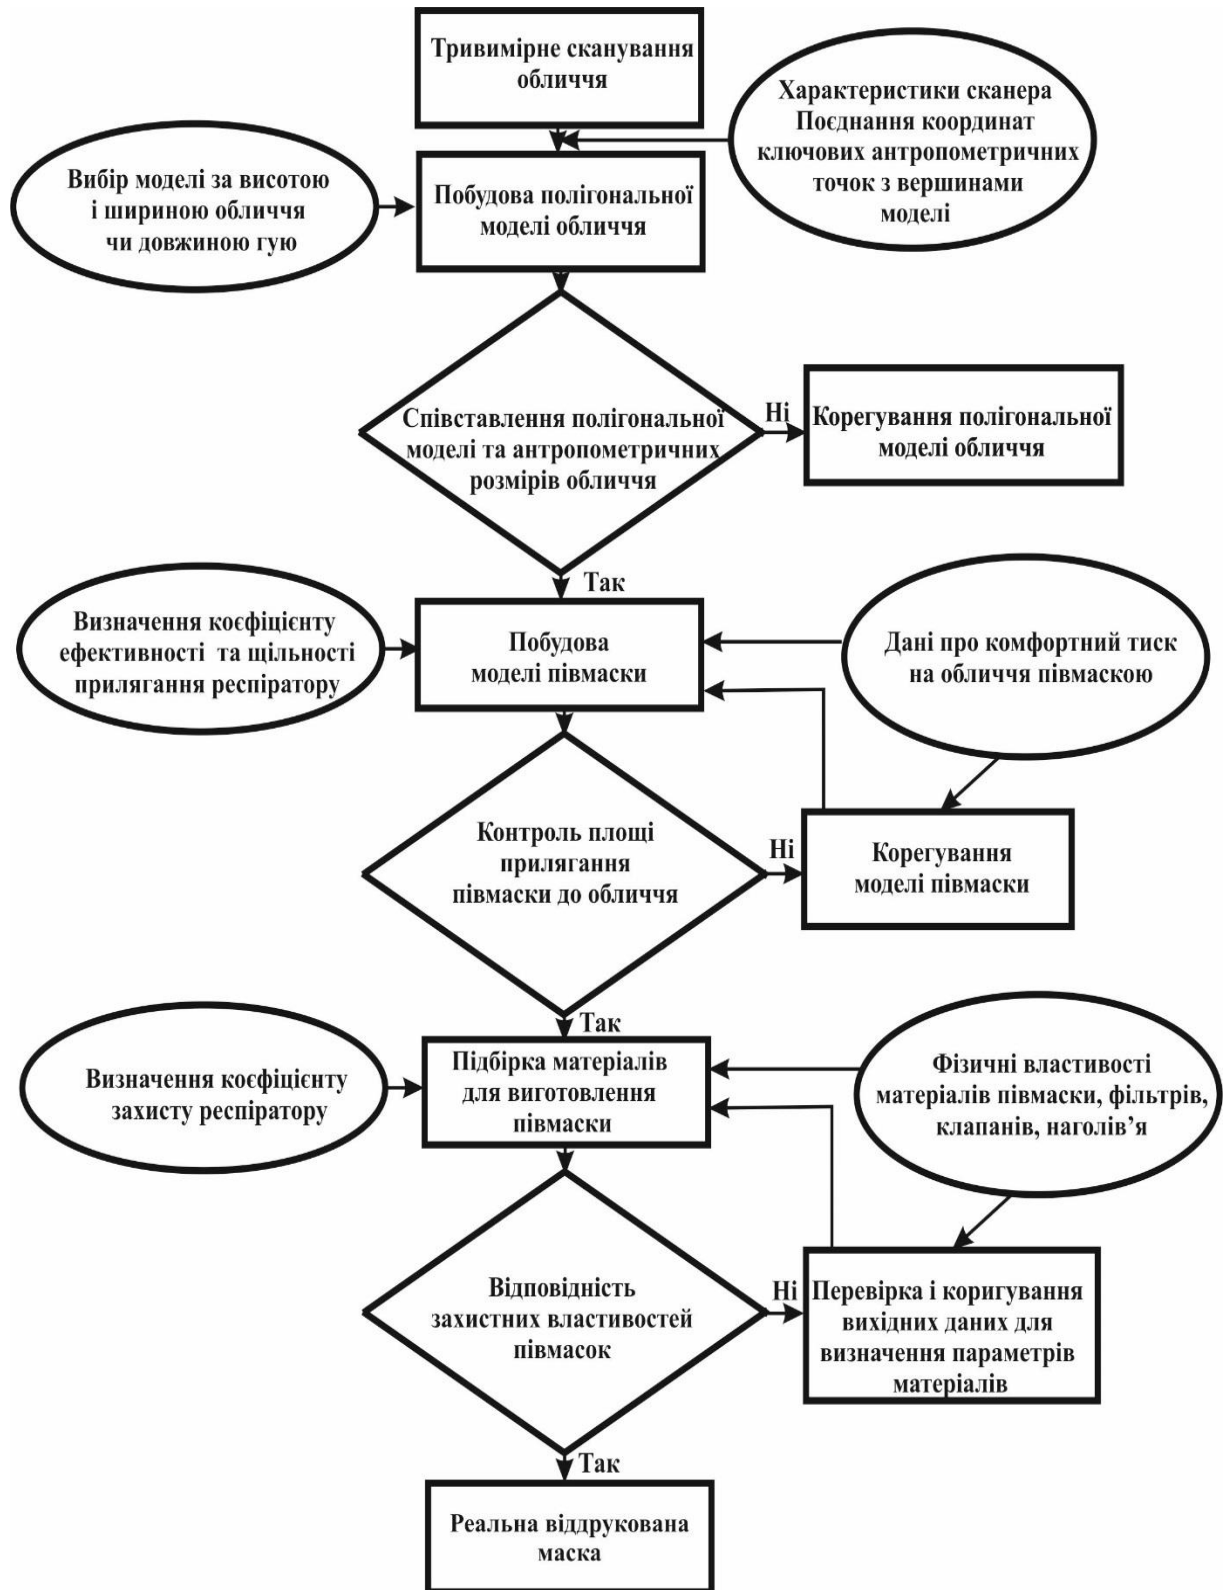 Тривимірне сканування
обличчя
Характеристики сканера
Поєднання координат
ключових антропометричних
точок з вершинами
моделі
Вибір моделі за висотою
і шириною обличчя
чи довжиною гую
Побудова полігональної
моделі обличчя
Співставлення полігональної
моделі та антропометричних
розмірів обличчя
Ні
Корегування полігональної
моделі обличчя
Так
Визначення коєфіцієнту
ефективності та щільності
прилягання респіратору
Побудова
моделі півмаски
Дані про комфортний тиск
на обличчя півмаскою
Контроль площі
прилягання
півмаски до обличчя
Ні
Корегування
моделі півмаски
Так
Визначення коєфіцієнту
захисту респіратору
Підбірка матеріалів
для виготовлення
півмаски
Фізичні властивості
матеріалів півмаски, фільтрів,
клапанів, наголів’я
Відповідність
захистних властивостей
півмасок
Ні
Перевірка і коригування
вихідних даних для
визначення параметрів
матеріалів
Так
Реальна віддрукована
маска